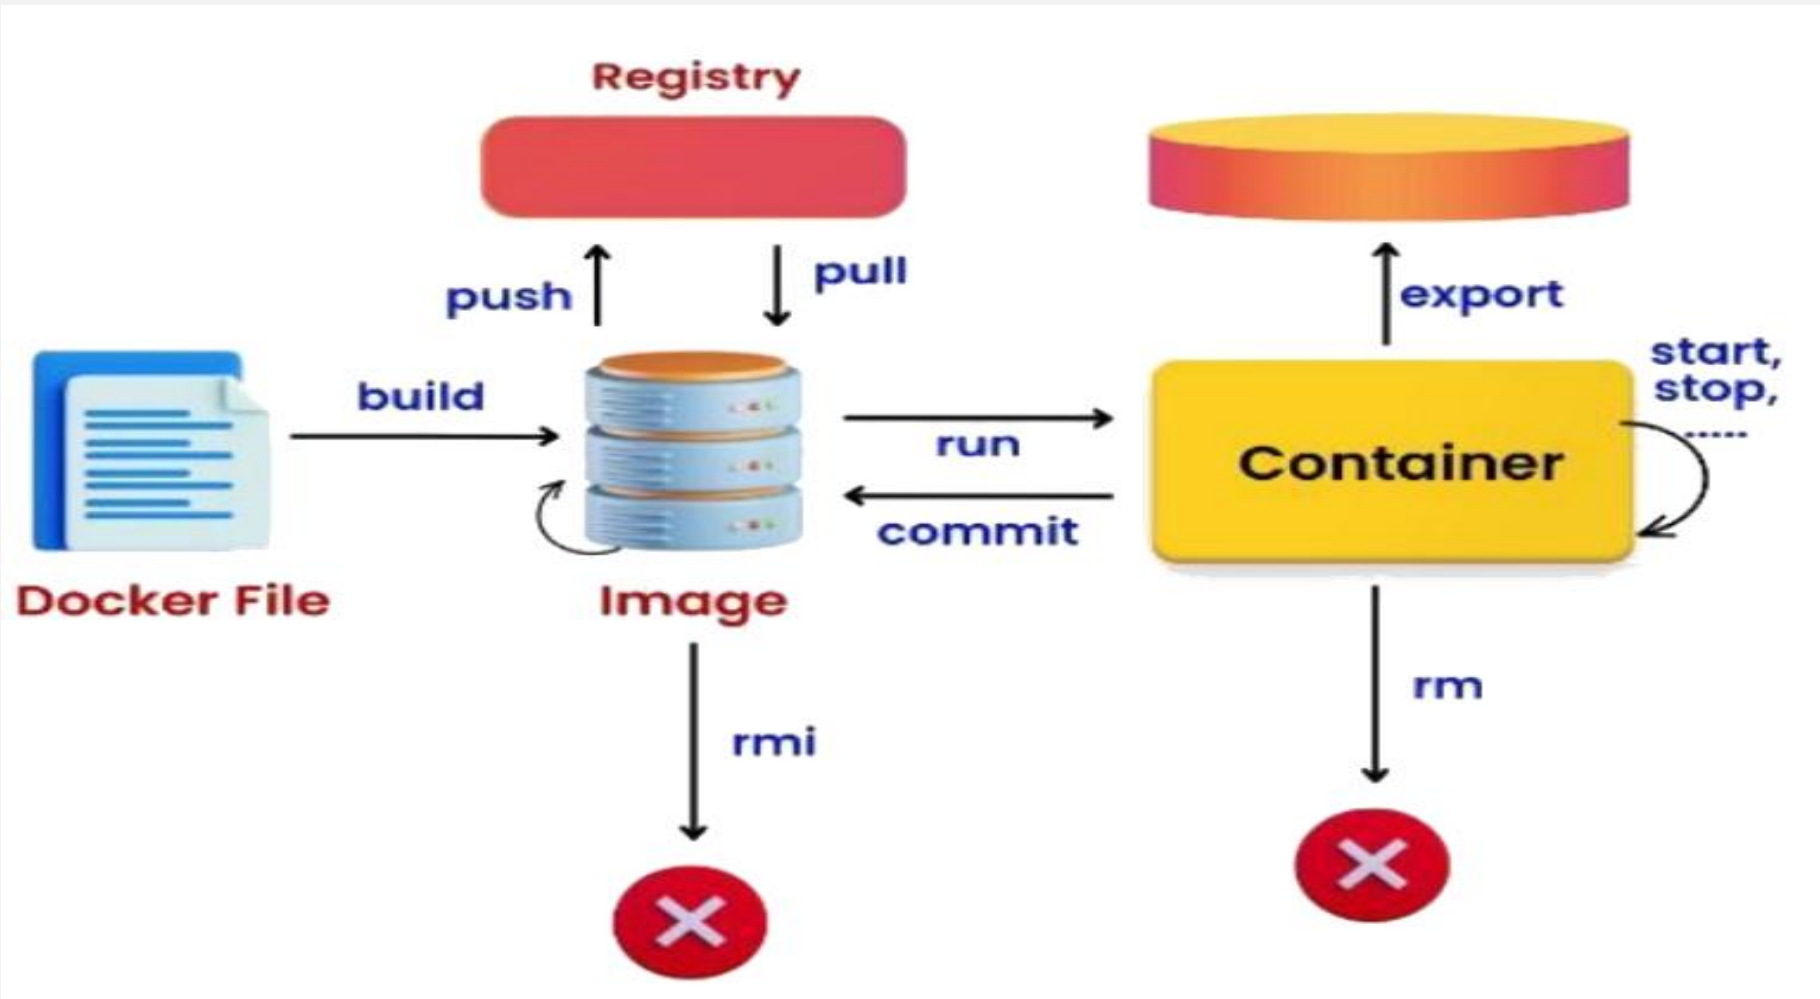 Registry
push
pull
export
start,
stop,
.....
build
run
Container
commit
Docker File
Image
rm
rmi